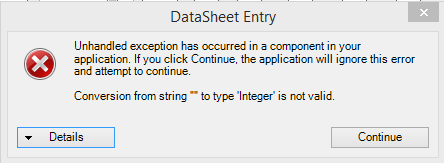 DataSheet Entry
Unhandled exception has occurred in a component in your
application. If you click Continue, the application will ignore this error
and attempt to continue.
Conversion from string "" to type 'Integer' is not valid.
Details
Continue